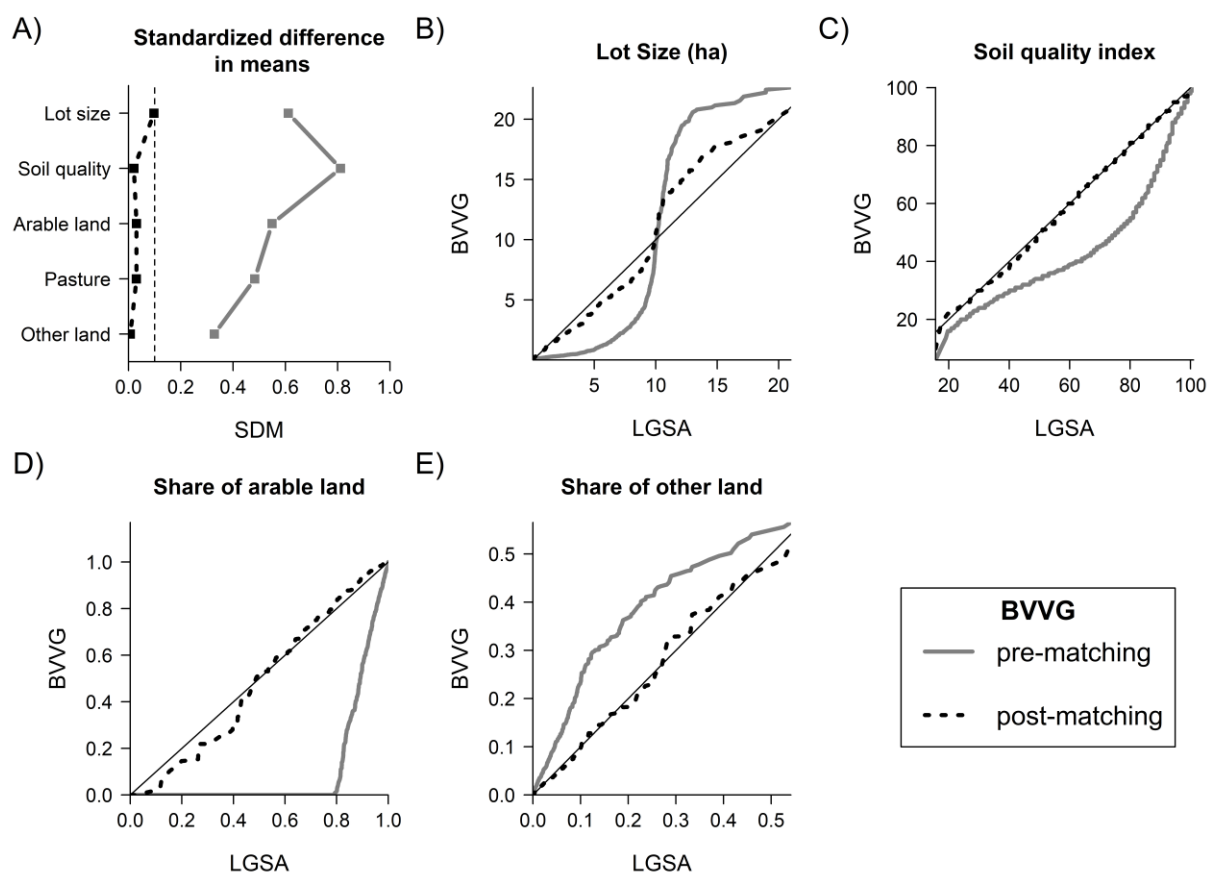 A)
Standardized difference
in means
Lot size
Soil quality
Arable land
Pasture
Other land
0.0 0.2 0.4 0.6 0.8 1.0
SDM
B)
Lot Size (ha)
BVVG
20
15
10
5
5 10 15 20
LGSA
C)
Soil quality index
BVVG
100
80
60
40
20
20 40 60 80 100
LGSA
D)
Share of arable land
BVVG
1.0
0.8
0.6
0.4
0.2
0.0
0.0 0.2 0.4 0.6 0.8 1.0
LGSA
E)
Share of other land
BVVG
0.5
0.4
0.3
0.2
0.1
0.0
0.0 0.1 0.2 0.3 0.4 0.5
LGSA
BVVG
pre-matching
post-matching